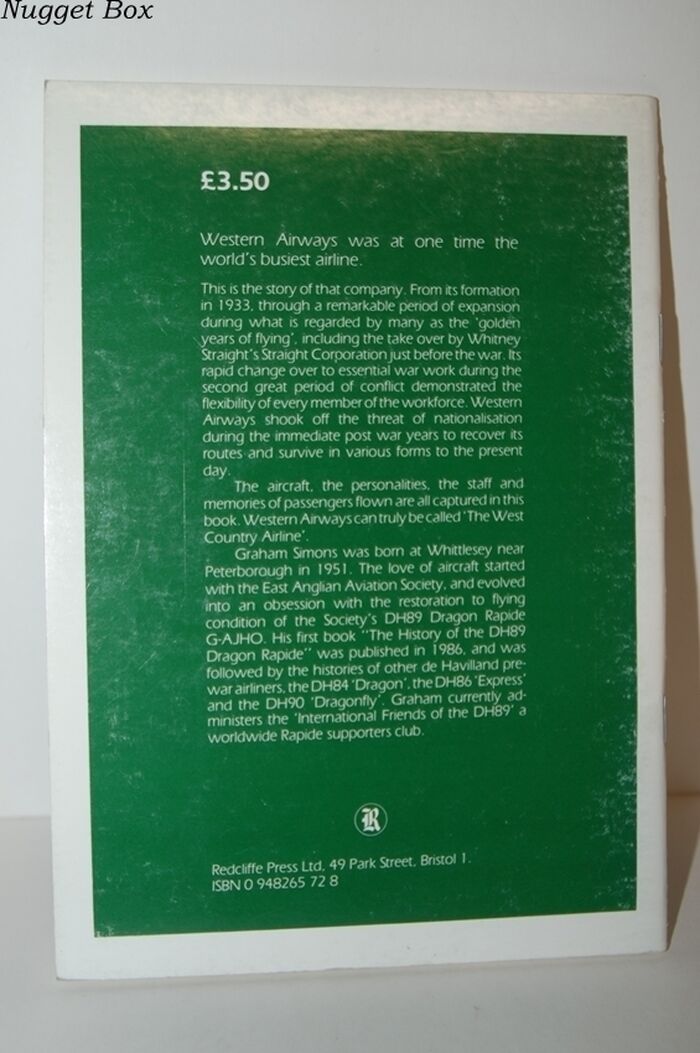 Nugget Box
£3.50
Western Airways was at one time the
world's busiest airline.
This is the story of that company. From its formation
in 1933, through a remarkable period of expansion
during what is regarded by many as the 'golden
years of flying', including the take over by Whitney
Straight's Straight Corporation just before the war. Its
rapid change over to essential war work during the
second great period of conflict demonstrated the
flexibility of every member of the workforce. Western
Airways shook off the threat of nationalisation
during the immediate post war years to recover its
routes and survive in various forms to the present
day.
The aircraft, the personalities, the staff and
memories of passengers flown are all captured in this
book. Western Airways can truly be called 'The West
Country Airline'.
Graham Simons was born at Whittlesey near
Peterborough in 1951. The love of aircraft started
with the East Anglian Aviation Society, and evolved
into an obsession with the restoration to flying
condition of the Society's DH89 Dragon Rapide
G-AJHO. His first book "The History of the DH89
Dragon Rapide" was published in 1986, and was
followed by the histories of other de Havilland pre-
war airliners, the DH84 'Dragon', the DH86 'Express'
and the DH90 'Dragonfly'. Graham currently ad-
ministers the 'International Friends of the DH89' a
worldwide Rapide supporters club.
R
Redcliffe Press Ltd, 49 Park Street, Bristol 1.
ISBN 0 948265 72 8